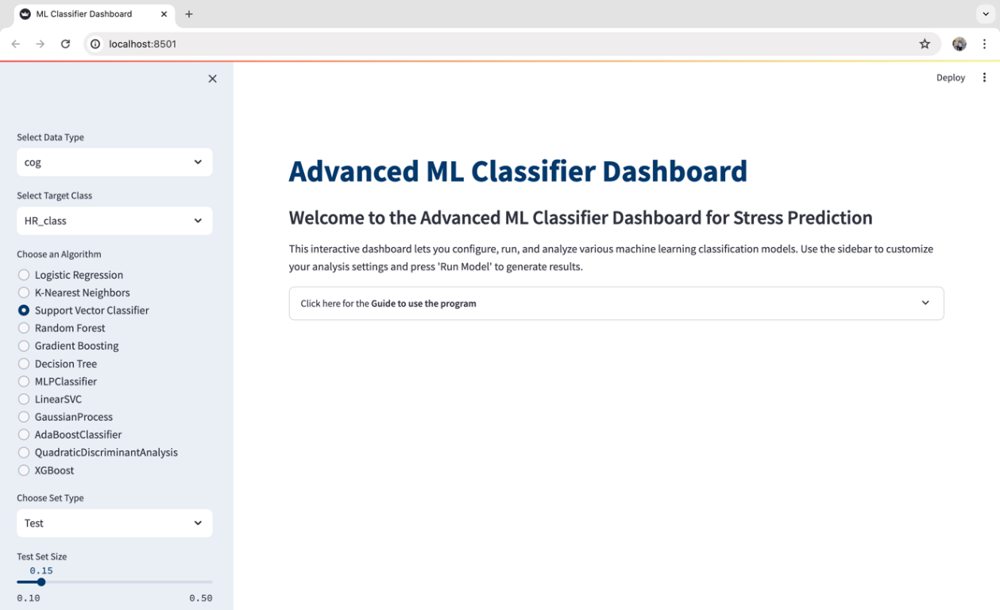 ML Classifier Dashboard
localhost:8501
Deploy
Select Data Type
cog
Select Target Class
HR_class
Choose an Algorithm
Logistic Regression
K-Nearest Neighbors
Support Vector Classifier
Random Forest
Gradient Boosting
Decision Tree
MLPClassifier
LinearSVC
GaussianProcess
AdaBoostClassifier
QuadraticDiscriminantAnalysis
XGBoost
Choose Set Type
Test
Test Set Size
0.15
0.10 0.50
Advanced ML Classifier Dashboard
Welcome to the Advanced ML Classifier Dashboard for Stress Prediction
This interactive dashboard lets you configure, run, and analyze various machine learning classification models. Use the sidebar to customize
your analysis settings and press 'Run Model' to generate results.
Click here for the Guide to use the program